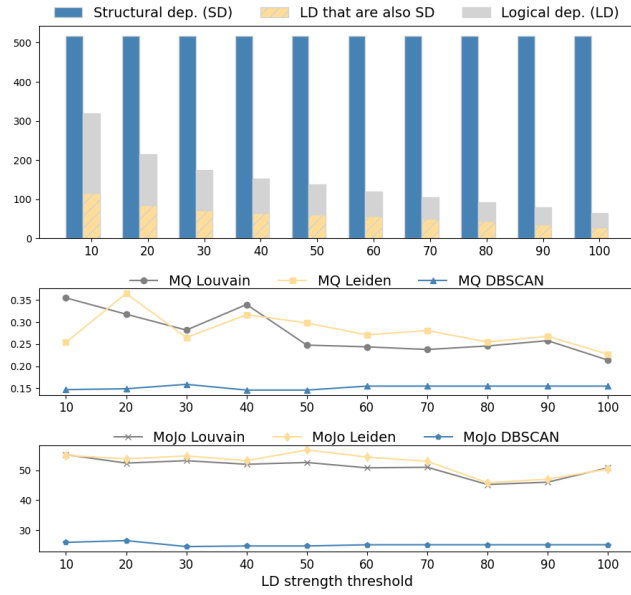 Structural dep. (SD) LD that are also SD Logical dep. (LD)
500
400
300
200
100
0
10 20 30 40 50 60 70 80 90 100
MQ Louvain MQ Leiden MQ DBSCAN
0.35
0.30
0.25
0.20
0.15
10 20 30 40 50 60 70 80 90 100
MoJo Louvain MoJo Leiden MoJo DBSCAN
50
40
30
10 20 30 40 50 60 70 80 90 100
LD strength threshold